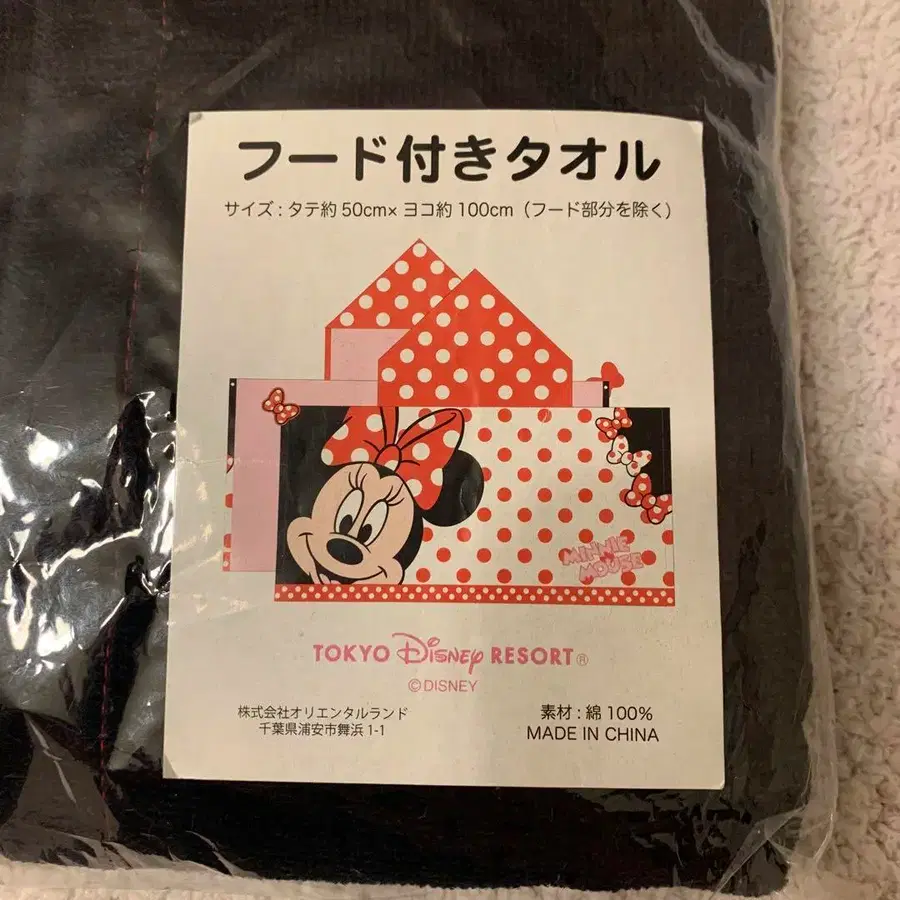 フード付きタオル
サイズ : タテ約 50cm× ヨコ約 100cm（フード部分を除く）
MINNIE
MOUSE
TOKYO Disney RESORT®
©DISNEY
株式会社オリエンタルランド
千葉県浦安市舞浜 1-1
素材 : 綿 100%
MADE IN CHINA